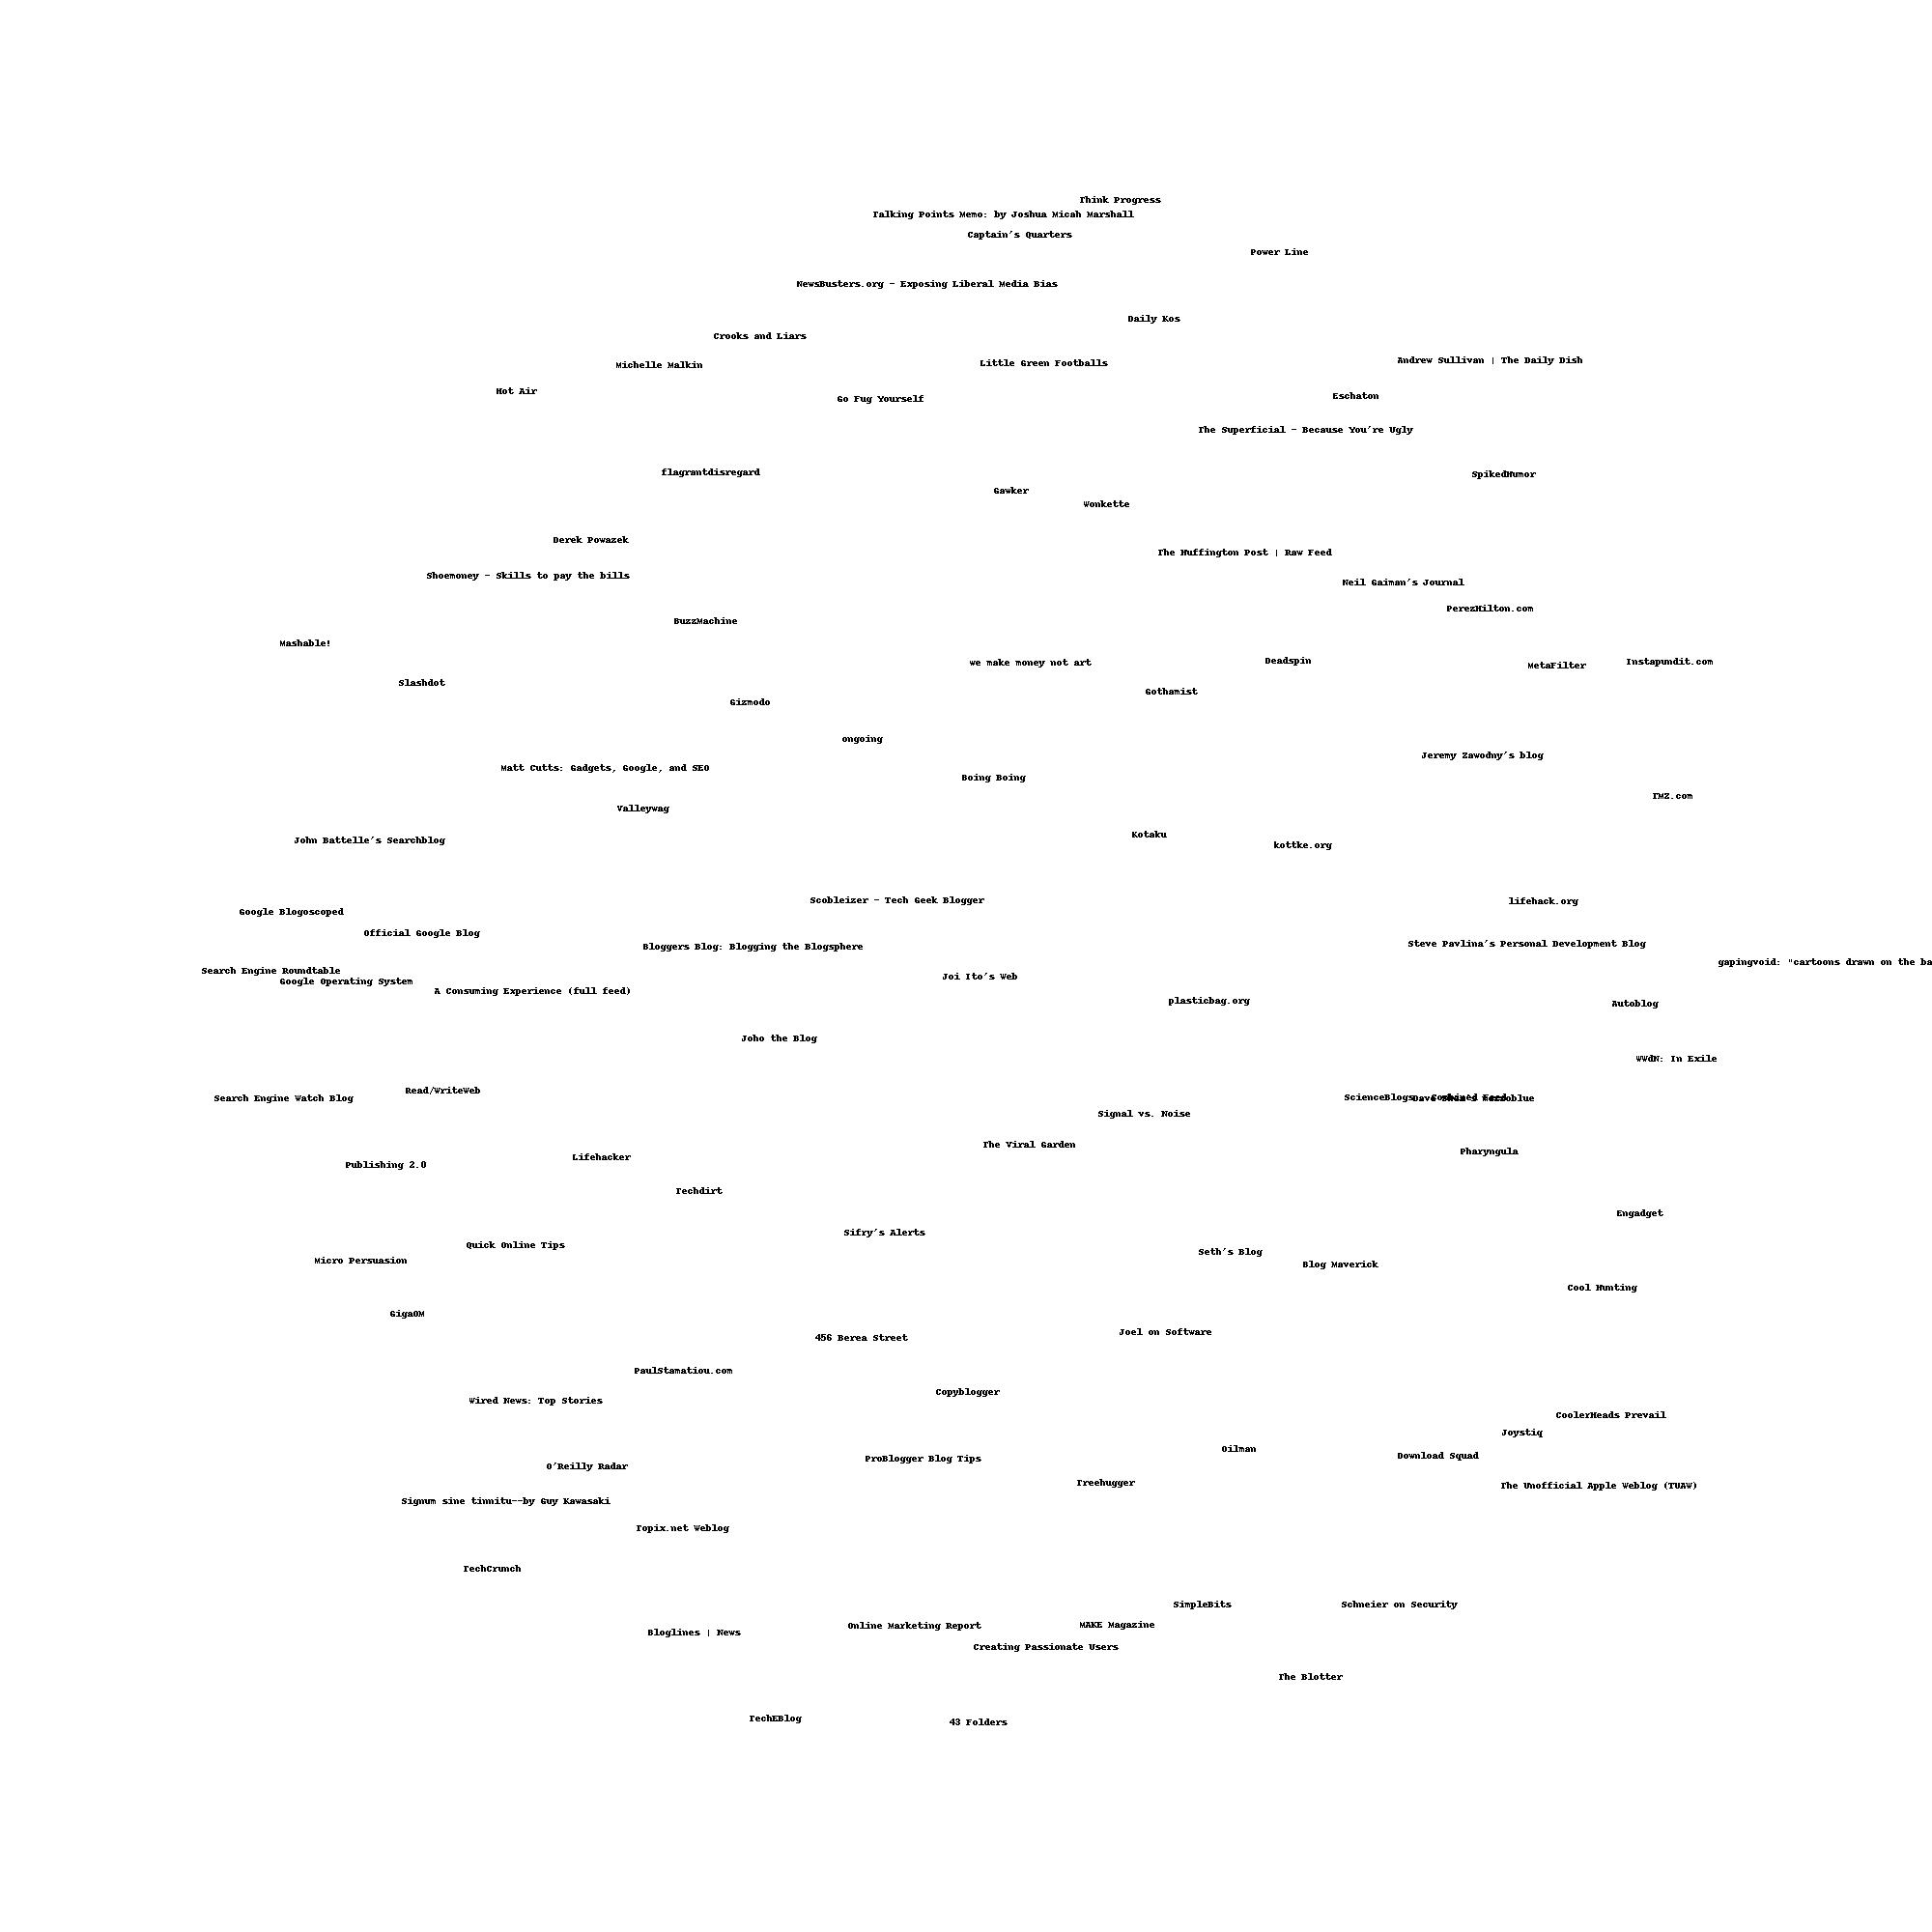 Think Progress
Talking Points Memo: by Joshua Micah Marshall
Captain's Quarters
Power Line
NewsBusters.org - Exposing Liberal Media Bias
Daily Kos
Crooks and Liars
Andrew Sullivan | The Daily Dish
Little Green Footballs
Michelle Malkin
Hot Air
Eschaton
Go Fug Yourself
The Superficial - Because You're Ugly
flagrantdisregard
SpikedHumor
Gawker
Wonkette
Derek Powazek
The Huffington Post | Raw Feed
Shoemoney - Skills to pay the bills
Neil Gaiman's Journal
PerezHilton.com
BuzzMachine
Mashable!
we make money not art
Deadspin
MetaFilter
Instapundit.com
Slashdot
Gothamist
Gizmodo
ongoing
Jeremy Zawodny's blog
Matt Cutts: Gadgets, Google, and SEO
Boing Boing
TMZ.com
Valleywag
Kotaku
John Battelle's Searchblog
kottke.org
Scobleizer - Tech Geek Blogger
lifehack.org
Google Blogoscoped
Official Google Blog
Bloggers Blog: Blogging the Blogsphere
Steve Pavlina's Personal Development Blog
gapingvoid: "cartoons drawn on the ba
Search Engine Roundtable
Joi Ito's Web
Google Operating System
A Consuming Experience (full feed)
plasticbag.org
Autoblog
Joho the Blog
WWdN: In Exile
Read/WriteWeb
Search Engine Watch Blog
ScienceBlogs
Signal vs. Noise
The Viral Garden
Pharyngula
Lifehacker
Publishing 2.0
Techdirt
Engadget
Sifry's Alerts
Quick Online Tips
Seth's Blog
Micro Persuasion
Blog Maverick
Cool Hunting
GigaOM
Joel on Software
456 Berea Street
PaulStamatiou.com
Copyblogger
Wired News: Top Stories
CoolerHeads Prevail
Joystiq
Oilman
Download Squad
ProBlogger Blog Tips
O'Reilly Radar
Treehugger
The Unofficial Apple Weblog (TUAW)
Signum sine tinnitu--by Guy Kawasaki
Topix.net Weblog
TechCrunch
SimpleBits
Schneier on Security
Online Marketing Report
MAKE Magazine
Bloglines | News
Creating Passionate Users
The Blotter
TechEBlog
43 Folders